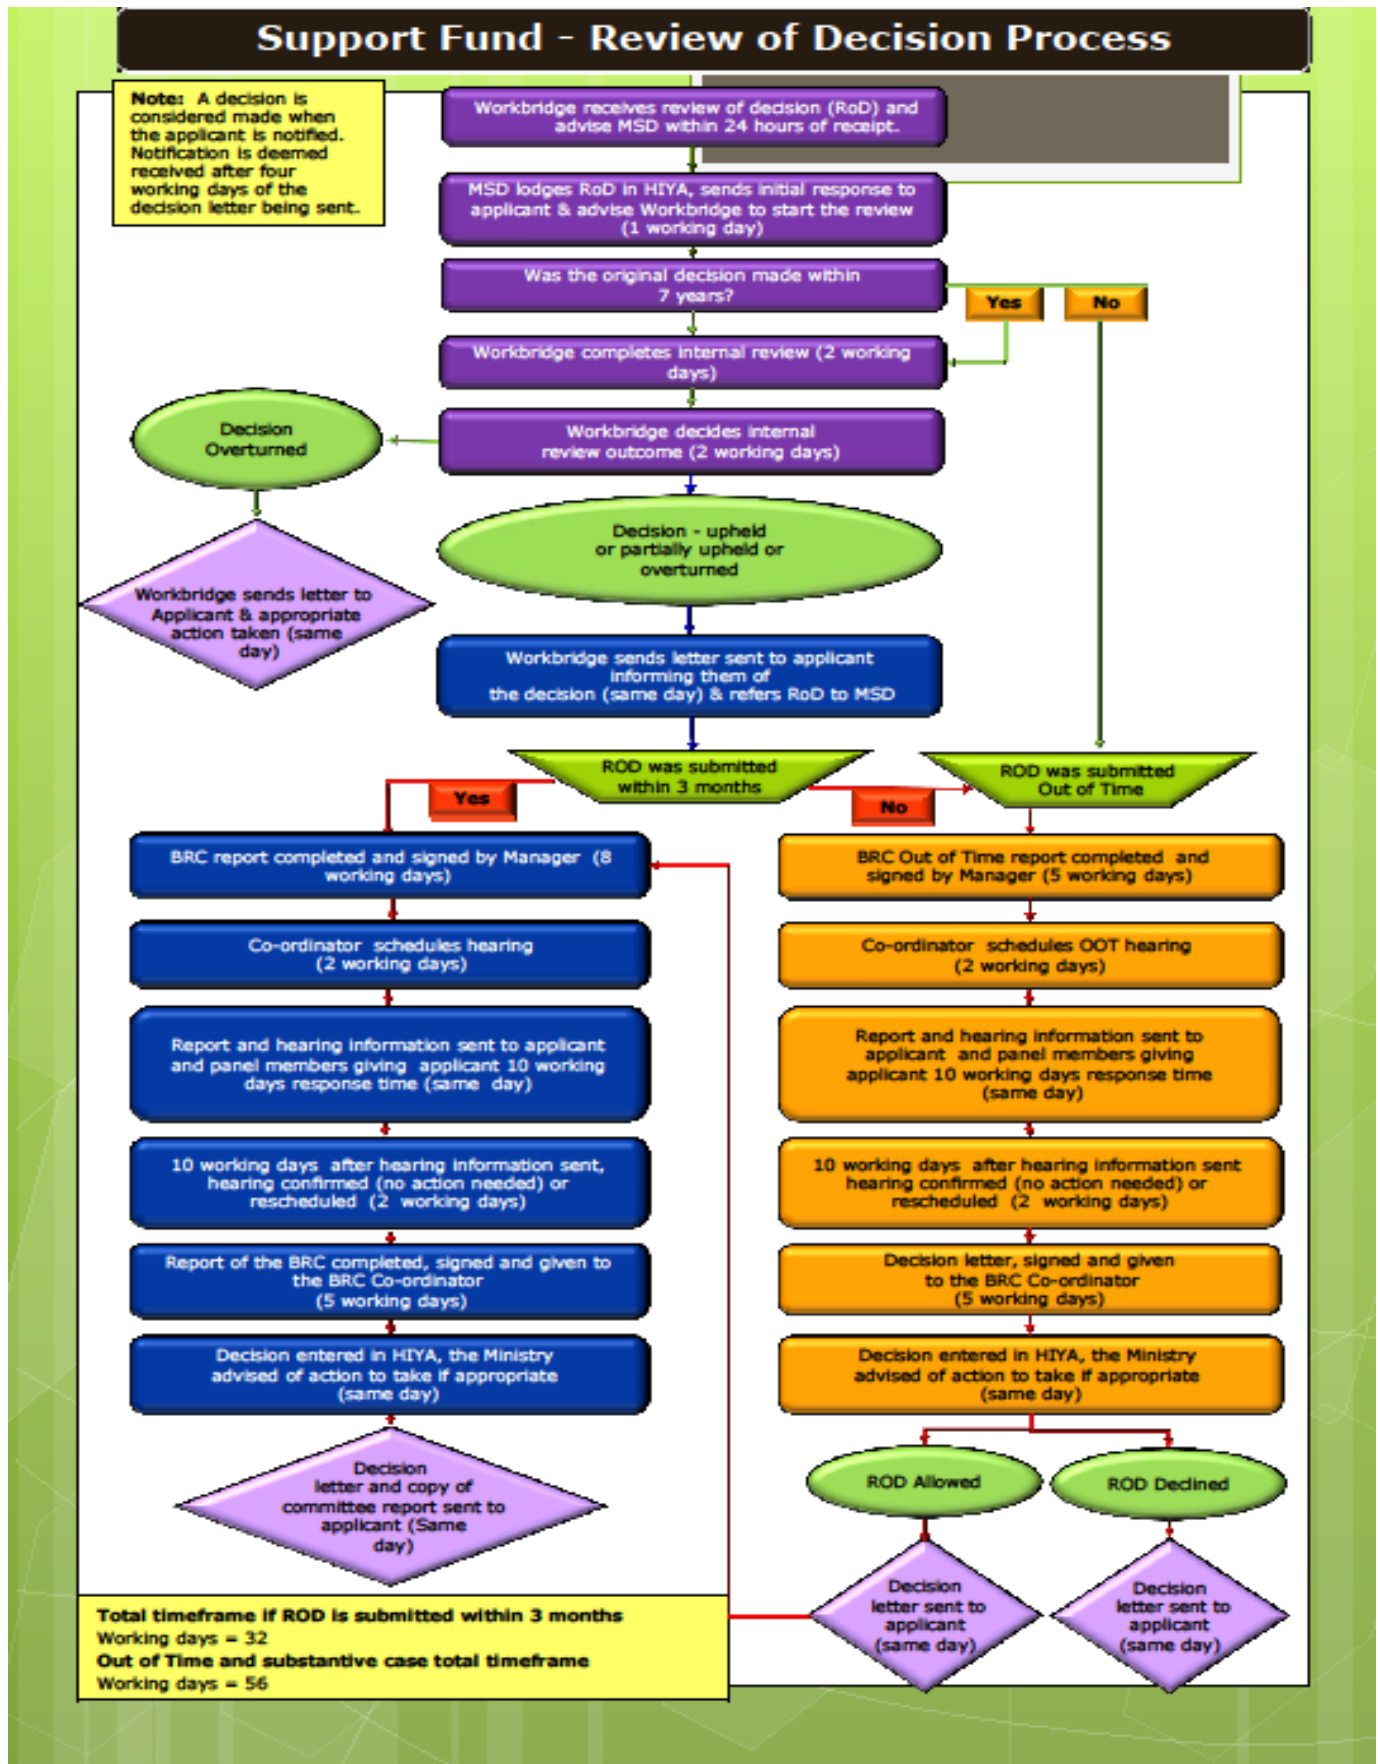 Support Fund - Review of Decision Process
Note: A decision is
considered made when
the applicant is notified.
Notification is deemed
received after four
working days of the
decision letter being sent.
Workbridge receives review of decision (RoD) and
advise MSD within 24 hours of receipt.
MSD lodges RoD in HIYA, sends initial response to
applicant & advise Workbridge to start the review
(1 working day)
Was the original decision made within
7 years?
Yes
No
Workbridge completes internal review (2 working
days)
Workbridge decides internal
review outcome (2 working days)
Decision
Overturned
Decision - upheld
or partially upheld or
overturned
Workbridge sends letter to
Applicant & appropriate
action taken (same
day)
Workbridge sends letter sent to applicant
informing them of
the decision (same day) & refers RoD to MSD
ROD was submitted
within 3 months
ROD was submitted
Out of Time
Yes
No
BRC report completed and signed by Manager (8
working days)
Co-ordinator schedules hearing
(2 working days)
Report and hearing information sent to applicant
and panel members giving applicant 10 working
days response time (same day)
10 working days after hearing information sent,
hearing confirmed (no action needed) or
rescheduled (2 working days)
Report of the BRC completed, signed and given to
the BRC Co-ordinator
(5 working days)
Decision entered in HIYA, the Ministry
advised of action to take if appropriate
(same day)
Decision
letter and copy of
committee report sent to
applicant (Same
day)
BRC Out of Time report completed and
signed by Manager (5 working days)
Co-ordinator schedules OOT hearing
(2 working days)
Report and hearing information sent to
applicant and panel members giving
applicant 10 working days response time
(same day)
10 working days after hearing information sent
hearing confirmed (no action needed) or
rescheduled (2 working days)
Decision letter, signed and given
to the BRC Co-ordinator
(5 working days)
Decision entered in HIYA, the Ministry
advised of action to take if appropriate
(same day)
ROD Allowed
ROD Declined
Decision
letter sent to
applicant
(same day)
Decision
letter sent to
applicant
(same day)
Total timeframe if ROD is submitted within 3 months
Working days = 32
Out of Time and substantive case total timeframe
Working days = 56